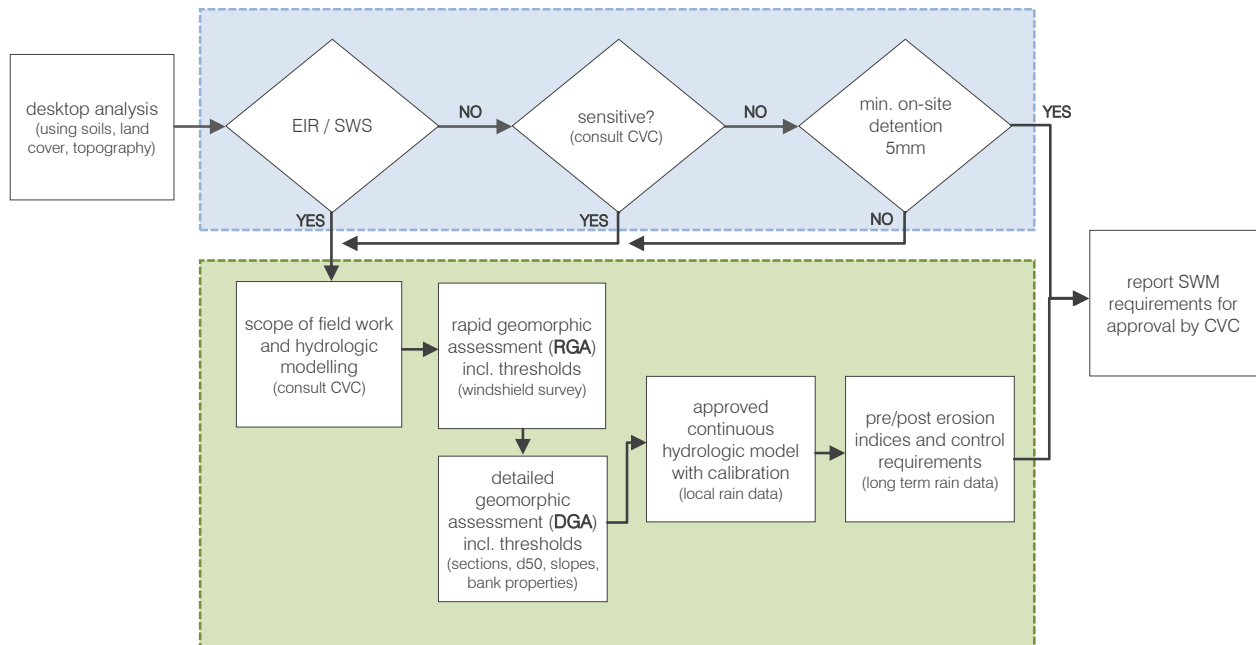 desktop analysis
(using soils, land
cover, topography)
EIR / SWS
NO
sensitive?
(consult CVC)
NO
min. on-site
detention
5mm
YES
YES
YES
NO
scope of field work
and hydrologic
modelling
(consult CVC)
rapid geomorphic
assessment (RGA)
incl. thresholds
(windshield survey)
detailed
geomorphic
assessment (DGA)
incl. thresholds
(sections, d50, slopes,
bank properties)
approved
continuous
hydrologic model
with calibration
(local rain data)
pre/post erosion
indices and control
requirements
(long term rain data)
report SWM
requirements for
approval by CVC